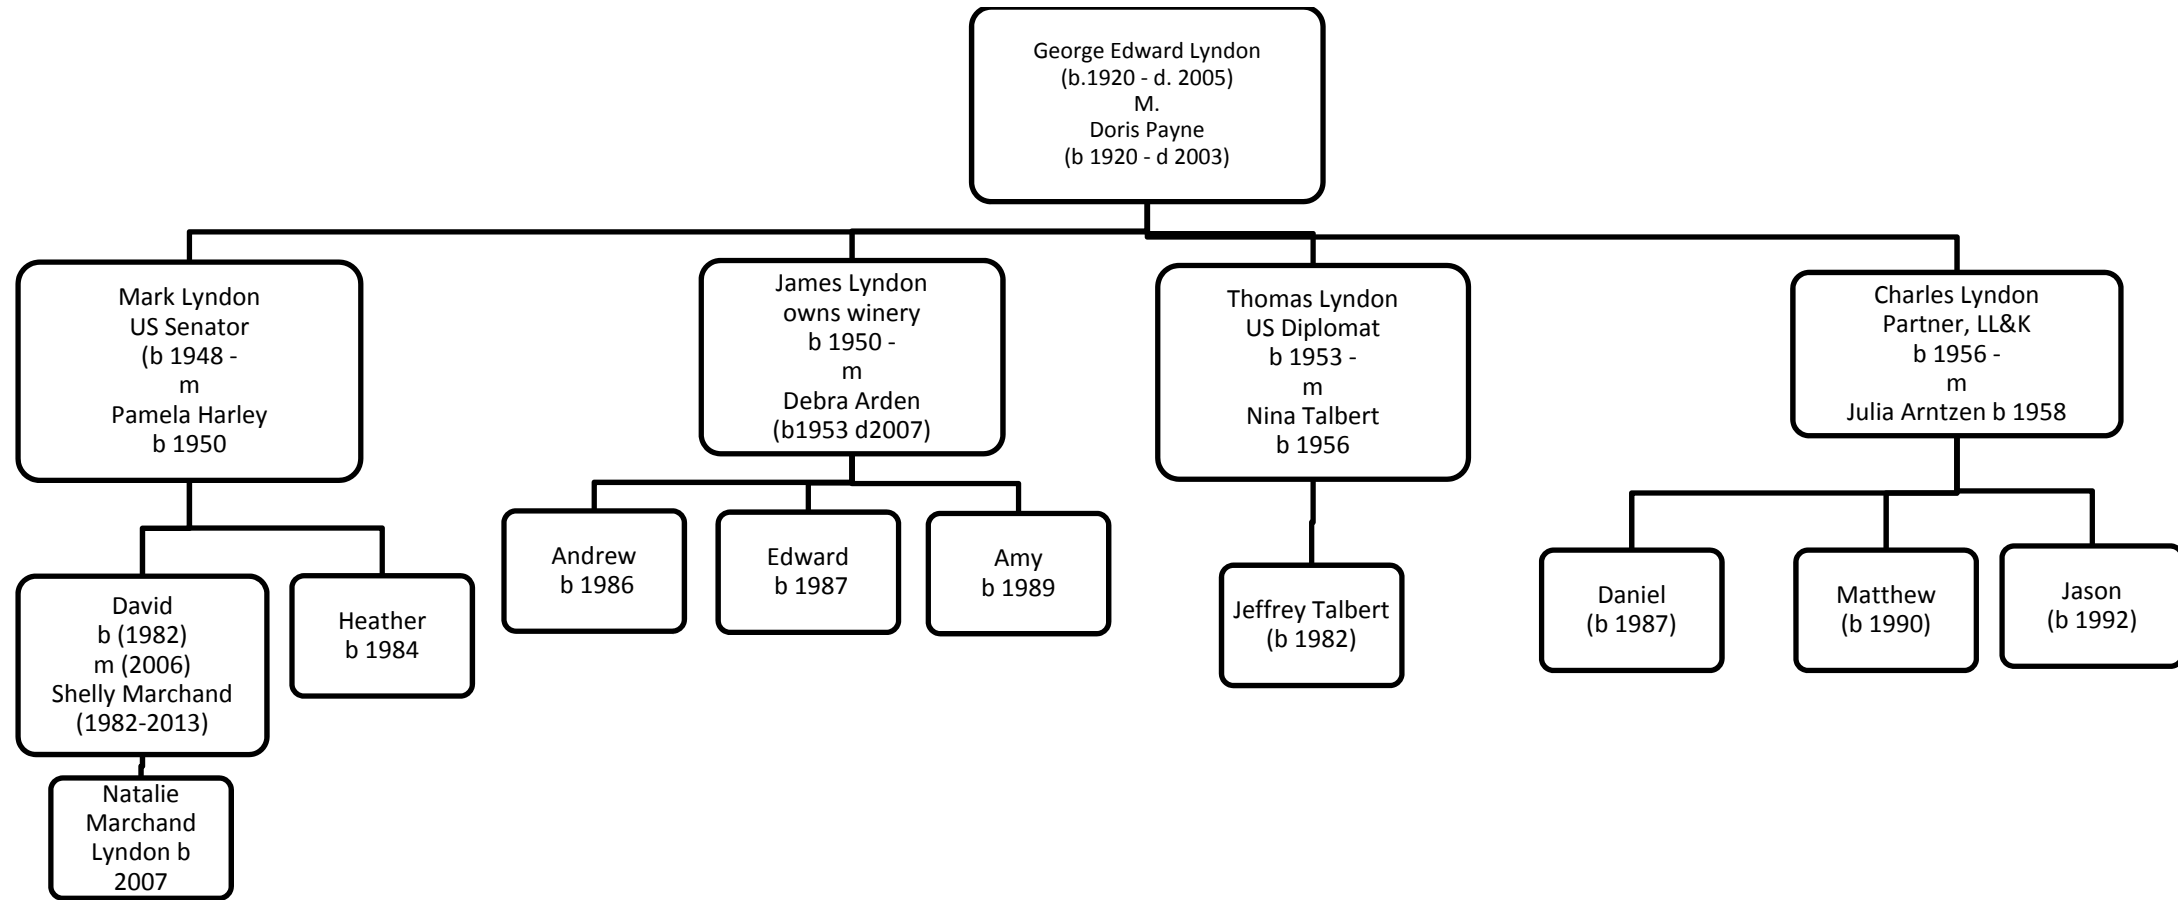 George Edward Lyndon
(b.1920 - d. 2005)
M.
Doris Payne
(b 1920 - d 2003)
Mark Lyndon
US Senator
(b 1948 -
m
Pamela Harley
b 1950
James Lyndon
owns winery
b 1950 -
m
Debra Arden
(b1953 d2007)
Thomas Lyndon
US Diplomat
b 1953 -
m
Nina Talbert
b 1956
Charles Lyndon
Partner, LL&K
b 1956 -
m
Julia Arntzen b 1958
David
b (1982)
m (2006)
Shelly Marchand
(1982-2013)
Heather
b 1984
Andrew
b 1986
Edward
b 1987
Amy
b 1989
Jeffrey Talbert
(b 1982)
Daniel
(b 1987)
Matthew
(b 1990)
Jason
(b 1992)
Natalie
Marchand
Lyndon b
2007